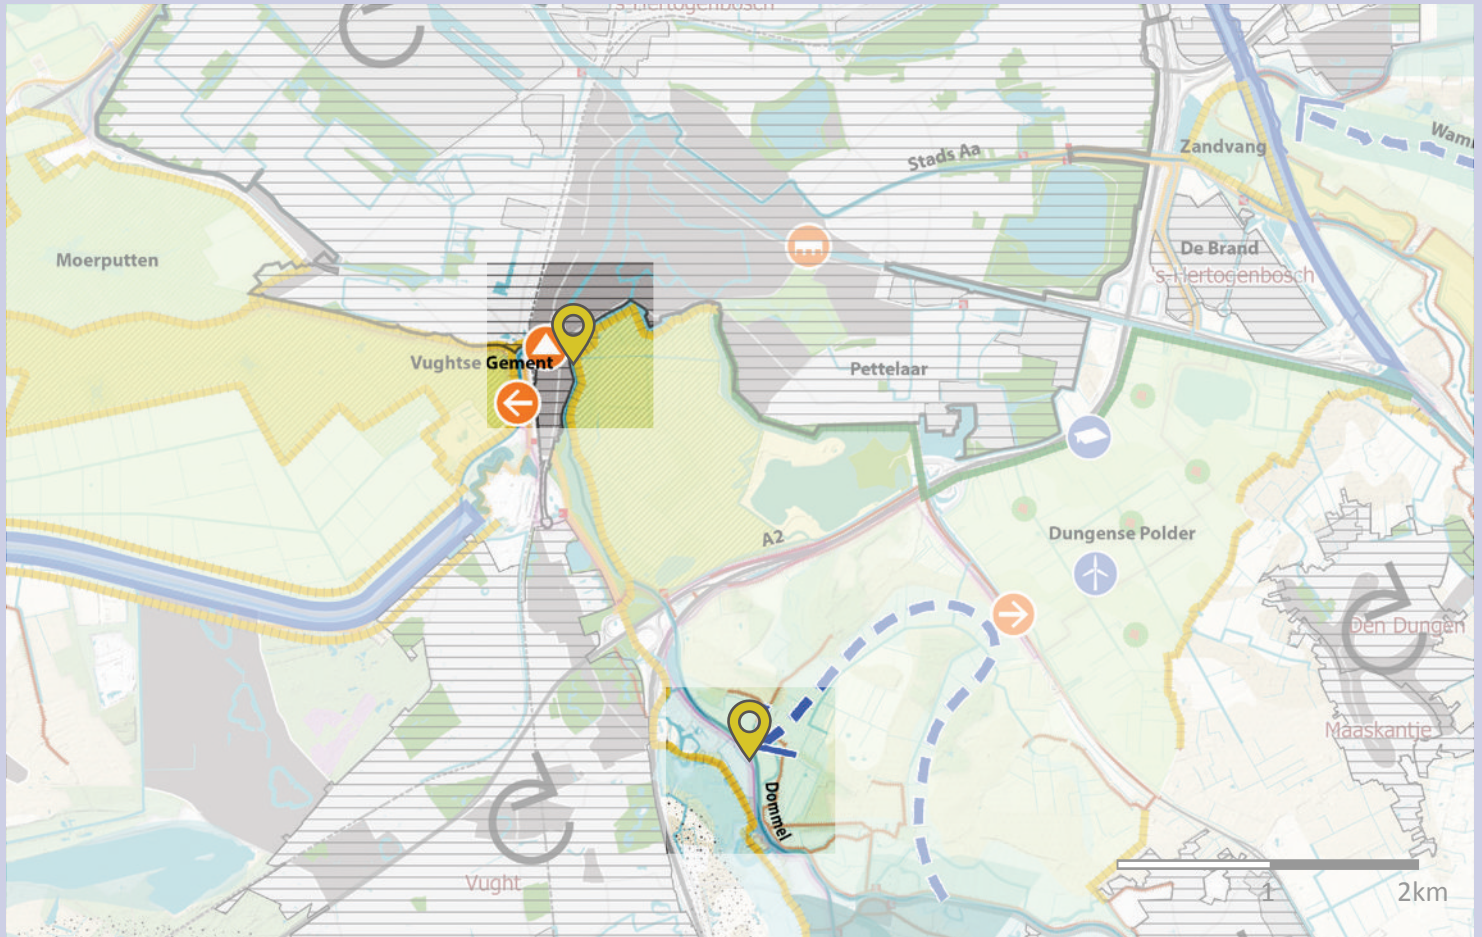 's-Hertogenbosch
Stads Aa
Zandvang
Moerputten
De Brand
's-Hertogenbosch
Vughtse Gement
Pettelaar
A2
Dungense Polder
Den Dungen
Maaskantje
Dommel
Vught
1
2km